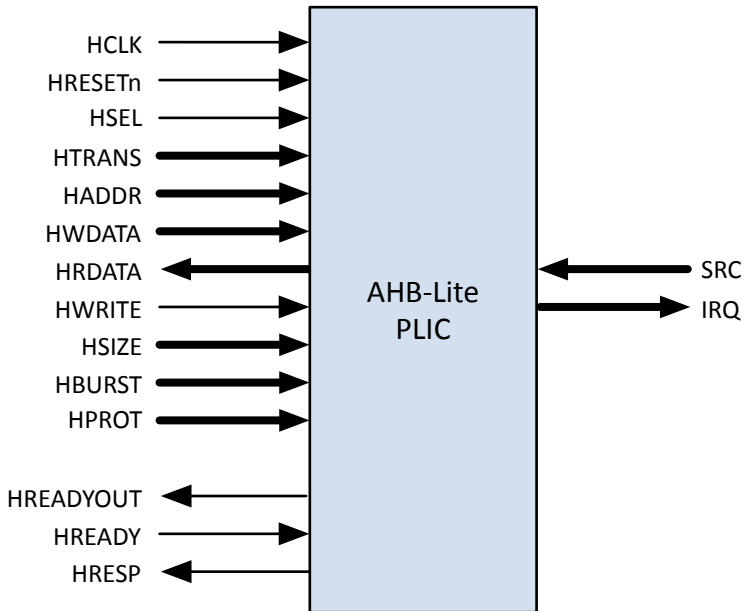 HCLK
HRESETn
HSEL
HTRANS
HADDR
HWDATA
HRDATA
HWRITE
HSIZE
HBURST
HPROT
HREADYOUT
HREADY
HRESP
AHB-Lite
PLIC
SRC
IRQ